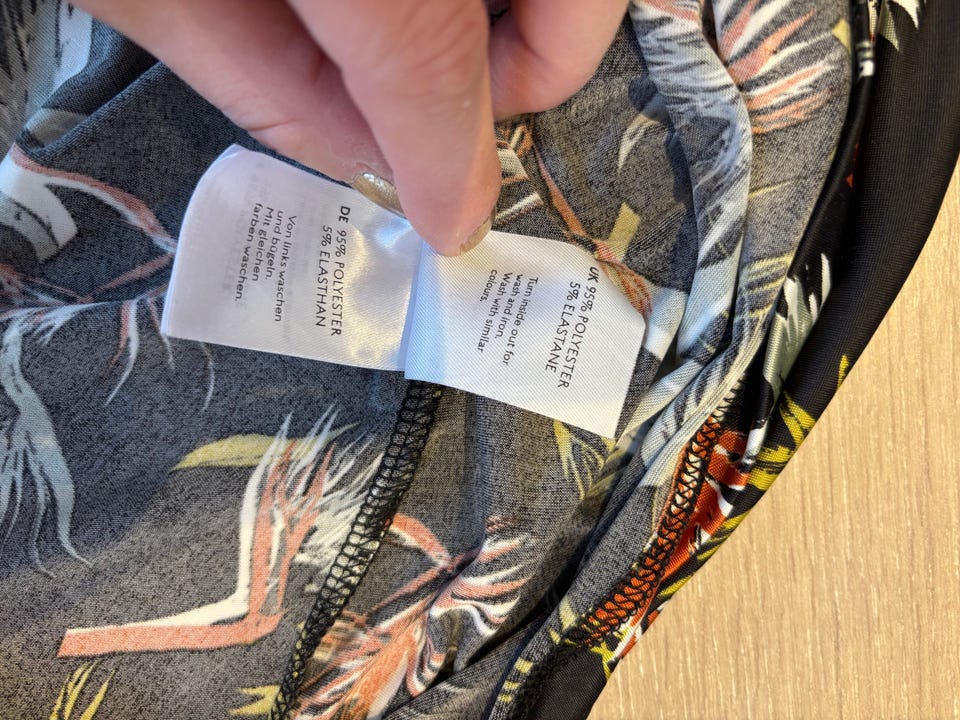 DE 95% POLYESTER
5% ELASTHAN
Von links waschen
und bügeln.
Mit gleichen
farben waschen.
UK 95% POLYESTER
5% ELASTANE
Turn inside out for
wash and iron.
Wash with similar
colours.